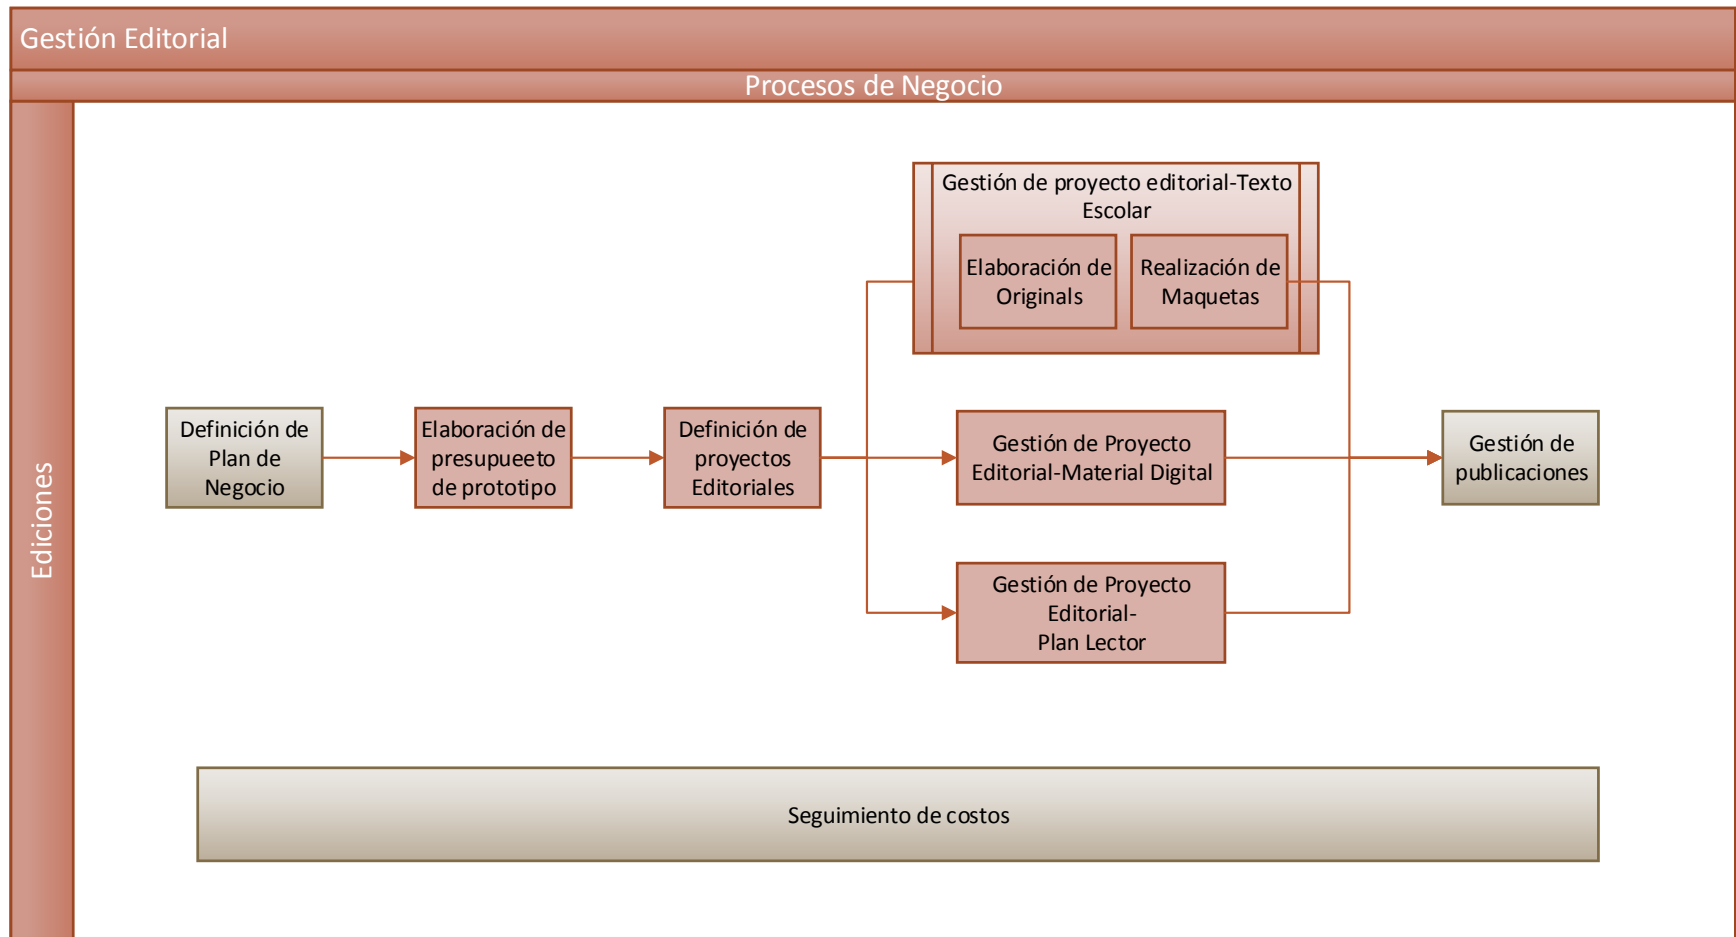 Gestión Editorial
Procesos de Negocio
Ediciones
Gestión de proyecto editorial-Texto
Escolar
Elaboración de
Originals
Realización de
Maquetas
Definición de
Plan de
Negocio
Elaboración de
presupueeto
de prototipo
Definición de
proyectos
Editoriales
Gestión de Proyecto
Editorial-Material Digital
Gestión de
publicaciones
Gestión de Proyecto
Editorial-
Plan Lector
Seguimiento de costos